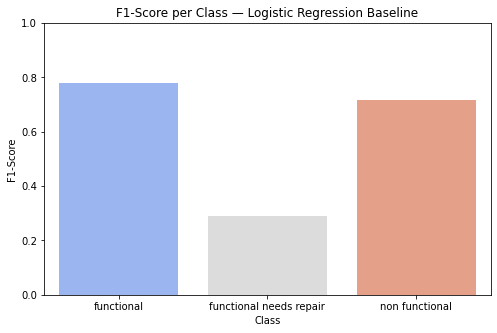 F1-Score per Class — Logistic Regression Baseline
F1-Score
1.0
0.8
0.6
0.4
0.2
0.0
functional
functional needs repair
non functional
Class